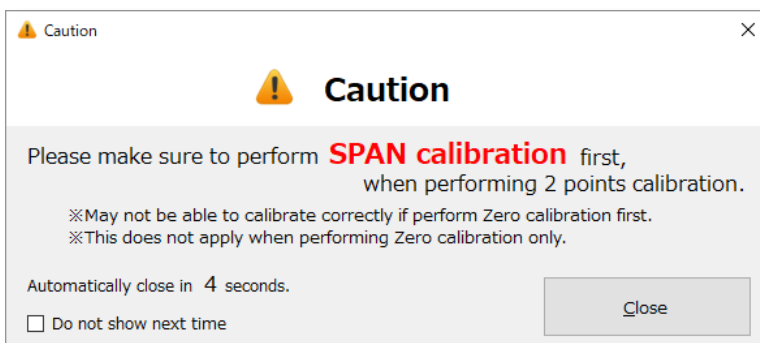 Caution
Caution
Please make sure to perform SPAN calibration first,
when performing 2 points calibration.
※May not be able to calibrate correctly if perform Zero calibration first.
※This does not apply when performing Zero calibration only.
Automatically close in 4 seconds.
Close
Do not show next time